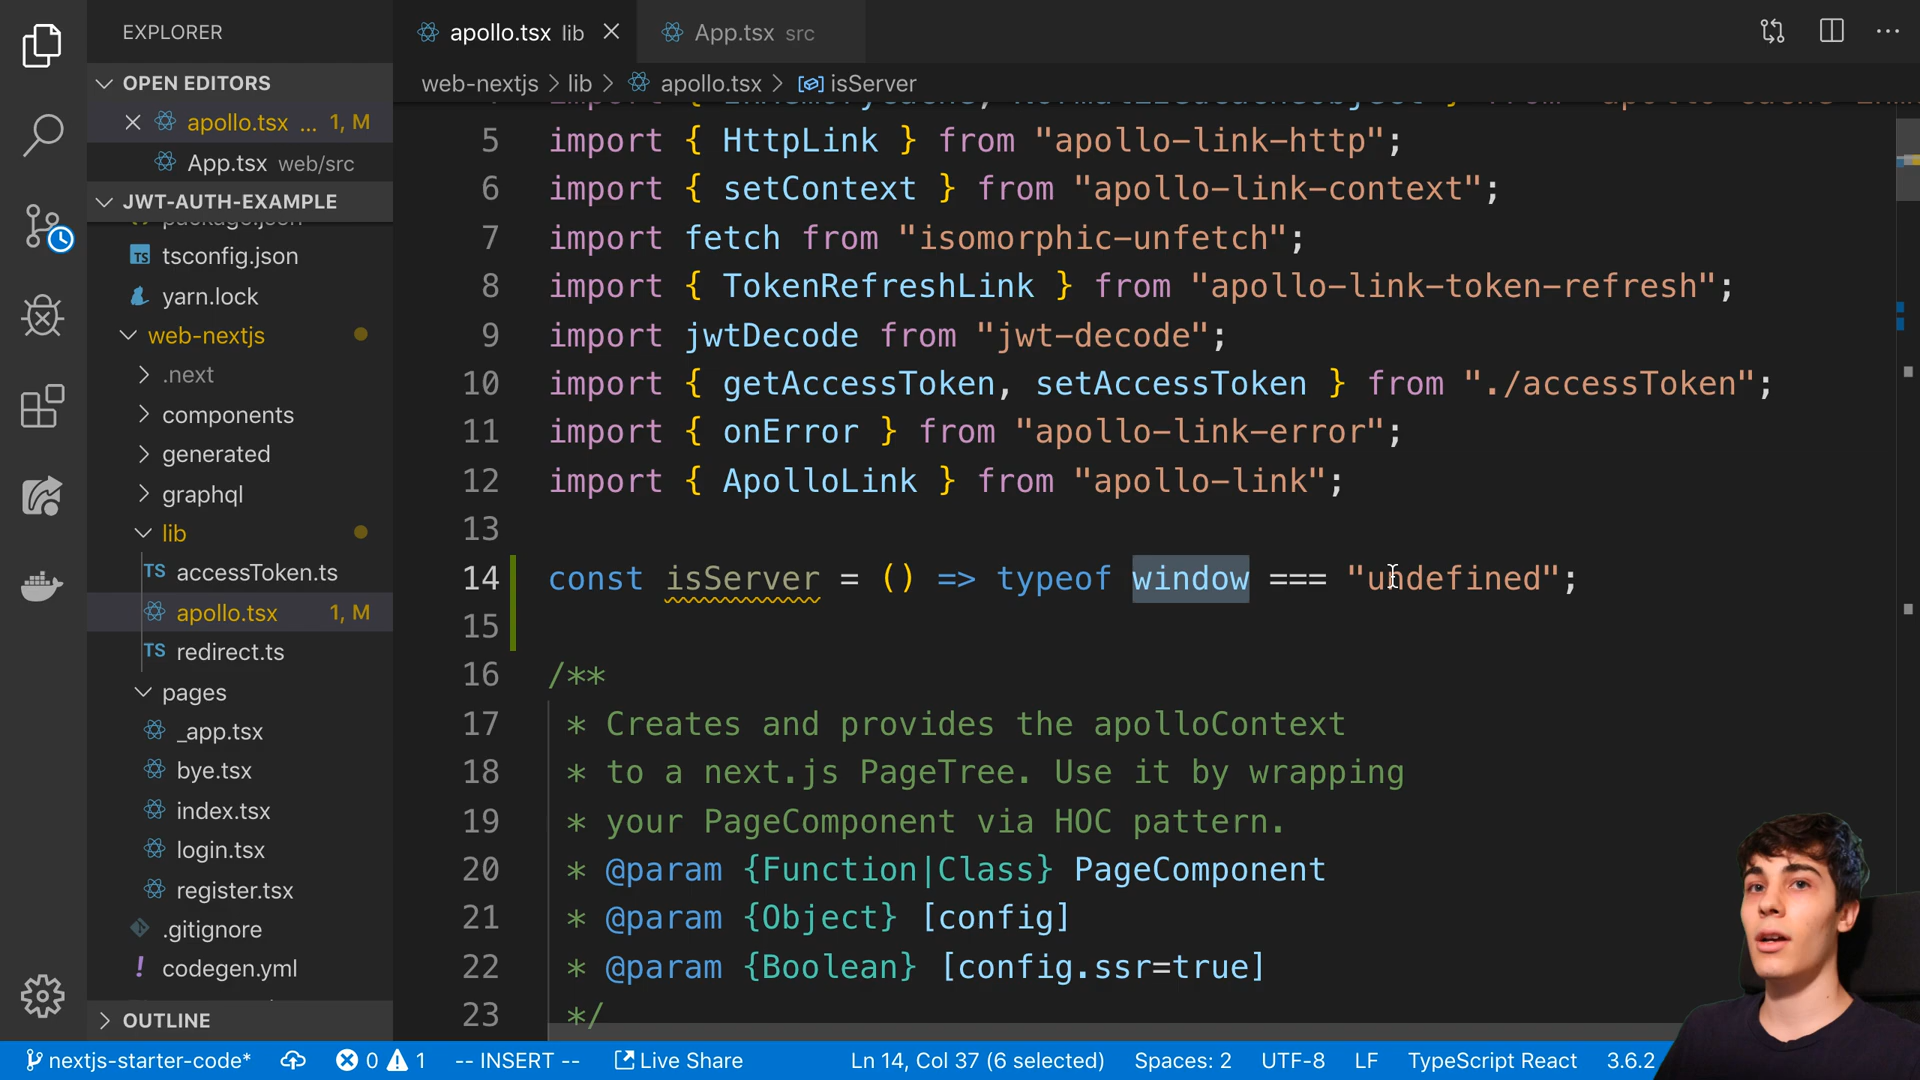 EXPLORER
OPEN EDITORS
apollo.tsx ... 1, M
App.tsx web/src
JWT-AUTH-EXAMPLE
package.json
tsconfig.json
yarn.lock
web-nextjs
.next
components
generated
graphql
lib
accessToken.ts
apollo.tsx 1, M
redirect.ts
pages
_app.tsx
bye.tsx
index.tsx
login.tsx
register.tsx
.gitignore
codegen.yml
OUTLINE
apollo.tsx lib
App.tsx src
web-nextjs > lib > apollo.tsx > isServer
5 import { HttpLink } from "apollo-link-http";
6 import { setContext } from "apollo-link-context";
7 import fetch from "isomorphic-unfetch";
8 import { TokenRefreshLink } from "apollo-link-token-refresh";
9 import jwtDecode from "jwt-decode";
10 import { getAccessToken, setAccessToken } from "./accessToken";
11 import { onError } from "apollo-link-error";
12 import { ApolloLink } from "apollo-link";
13
14 const isServer = () => typeof window === "undefined";
15
16 /**
17 * Creates and provides the apolloContext
18 * to a next.js PageTree. Use it by wrapping
19 * your PageComponent via HOC pattern.
20 * @param {Function|Class} PageComponent
21 * @param {Object} [config]
22 * @param {Boolean} [config.ssr=true]
23 */
nextjs-starter-code* 0 1 -- INSERT -- Live Share Ln 14, Col 37 (6 selected) Spaces: 2 UTF-8 LF TypeScript React 3.6.2